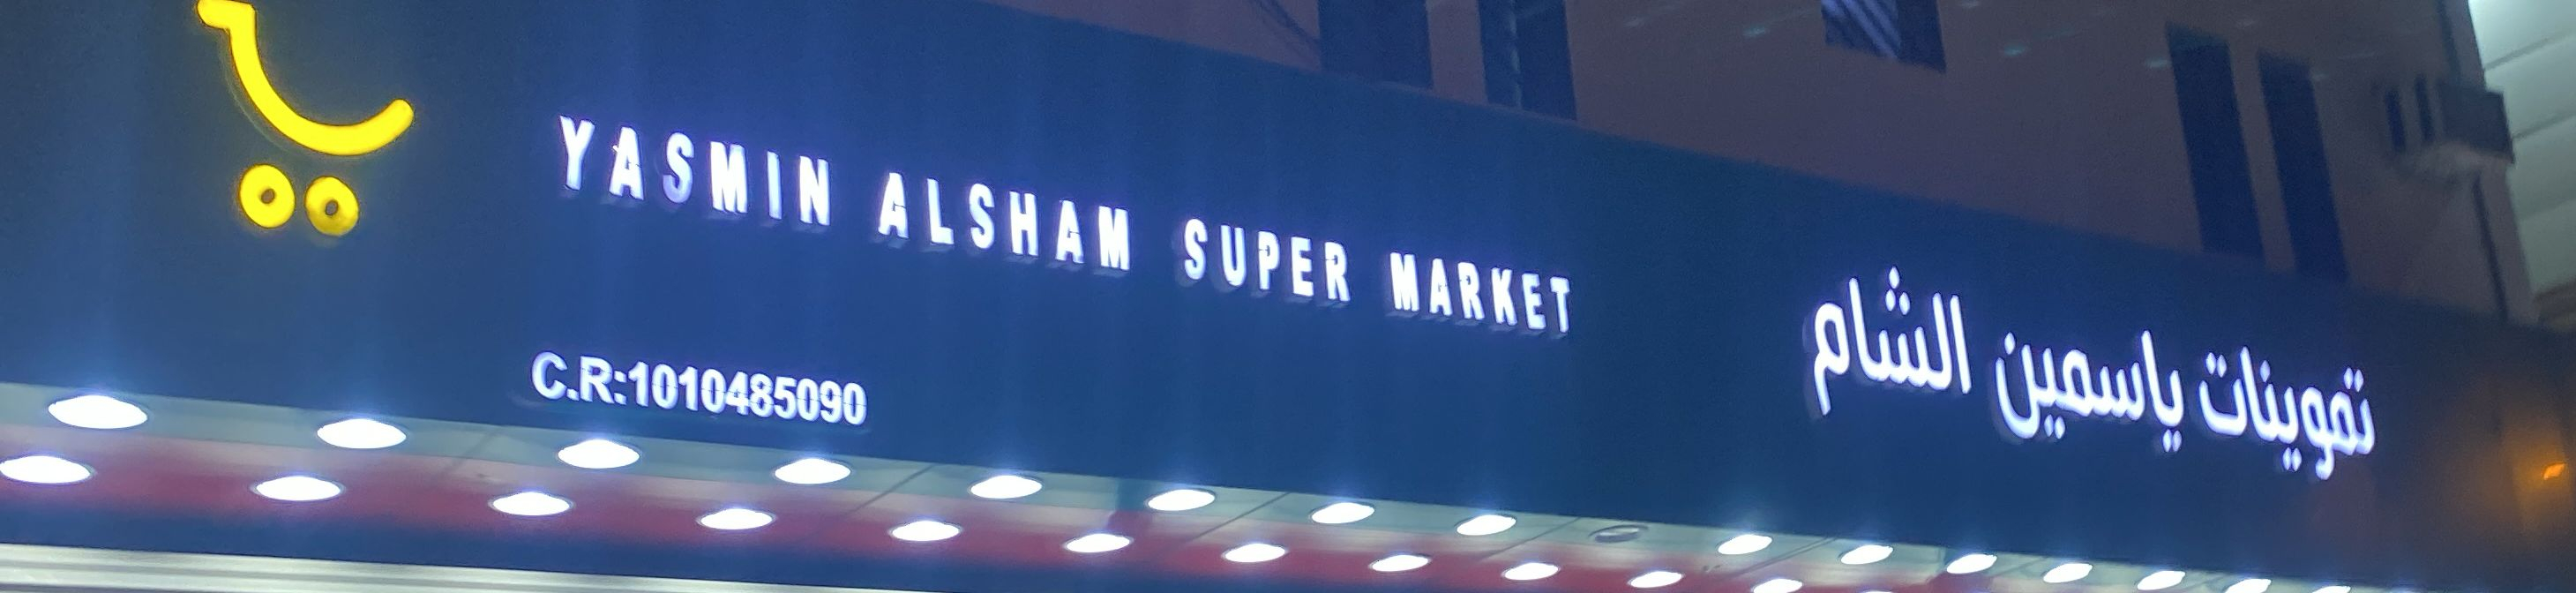 YASMIN ALSHAM SUPER MARKET
تموينات ياسمين الشام
C.R:1010485090